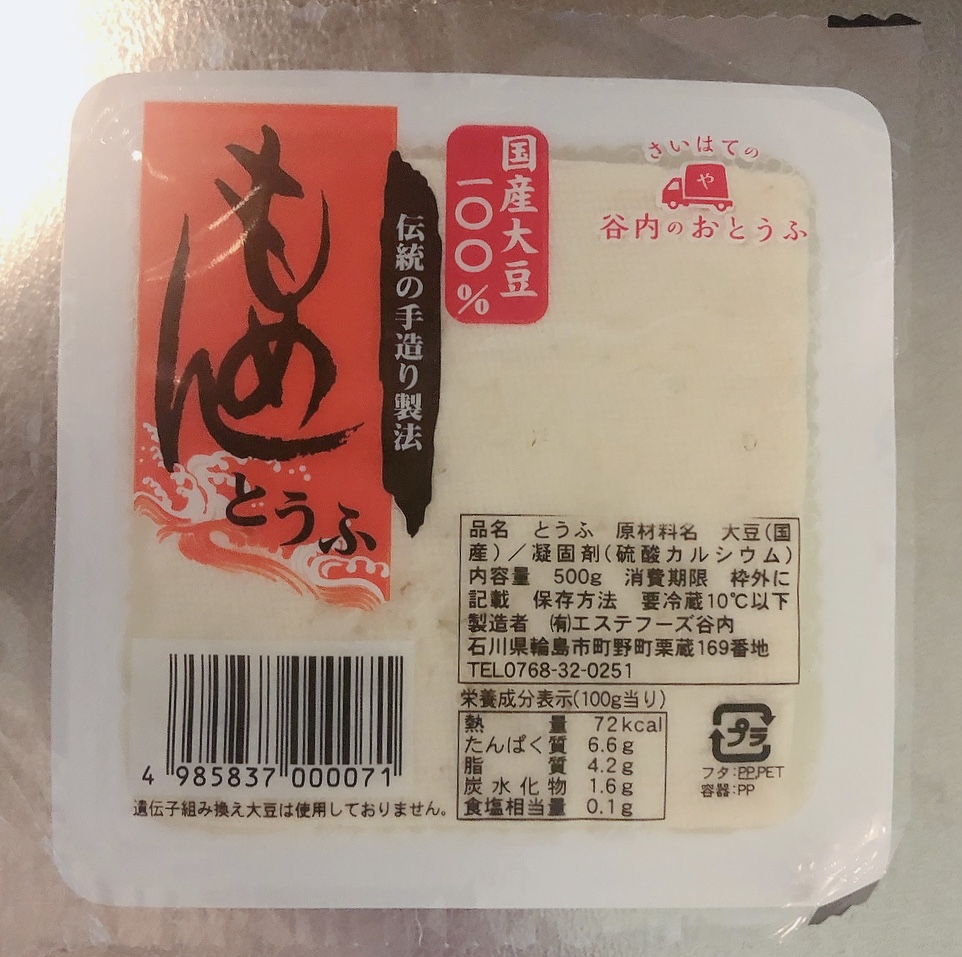 もめん
とうふ
伝統の手造り製法
国産大豆
一〇〇%
さいはての
や
谷内のおとうふ
品名 とうふ 原材料名 大豆(国
産)/凝固剤(硫酸カルシウム)
内容量 500g 消費期限 枠外に
記載 保存方法 要冷蔵10℃以下
製造者 ㈲エステフーズ谷内
石川県輪島市町野町粟蔵169番地
TEL0768-32-0251
栄養成分表示(100g当り)
熱量 72kcal
たんぱく質 6.6g
脂質 4.2g
炭水化物 1.6g
食塩相当量 0.1g
プラ
フタ:PP,PET
容器:PP
4 985837 000071
遺伝子組み換え大豆は使用しておりません。